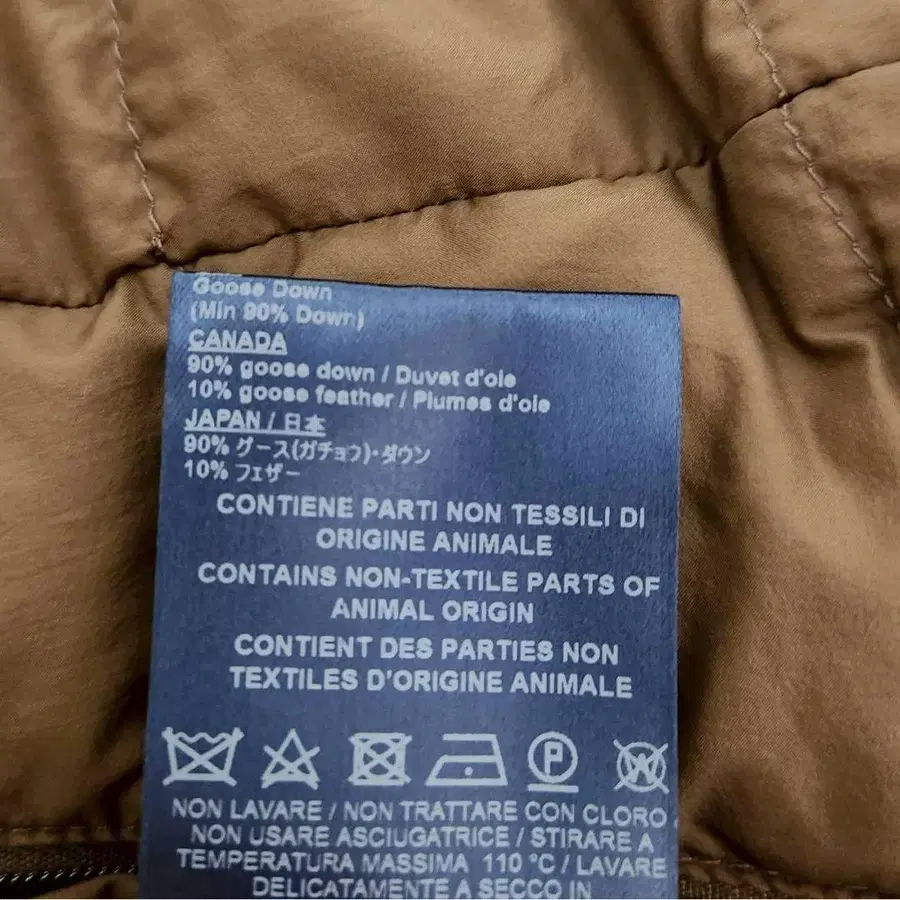 Goose Down
(Min 90% Down)
CANADA
90% goose down / Duvet d'oie
10% goose feather / Plumes d'oie
JAPAN / 日本
90% グース(ガチョウ)・ダウン
10% フェザー
CONTIENE PARTI NON TESSILI DI
ORIGINE ANIMALE
CONTAINS NON-TEXTILE PARTS OF
ANIMAL ORIGIN
CONTIENT DES PARTIES NON
TEXTILES D'ORIGINE ANIMALE
P W
NON LAVARE / NON TRATTARE CON CLORO
NON USARE ASCIUGATRICE / STIRARE A
TEMPERATURA MASSIMA 110 °C / LAVARE
DELICATAMENTE A SECCO IN